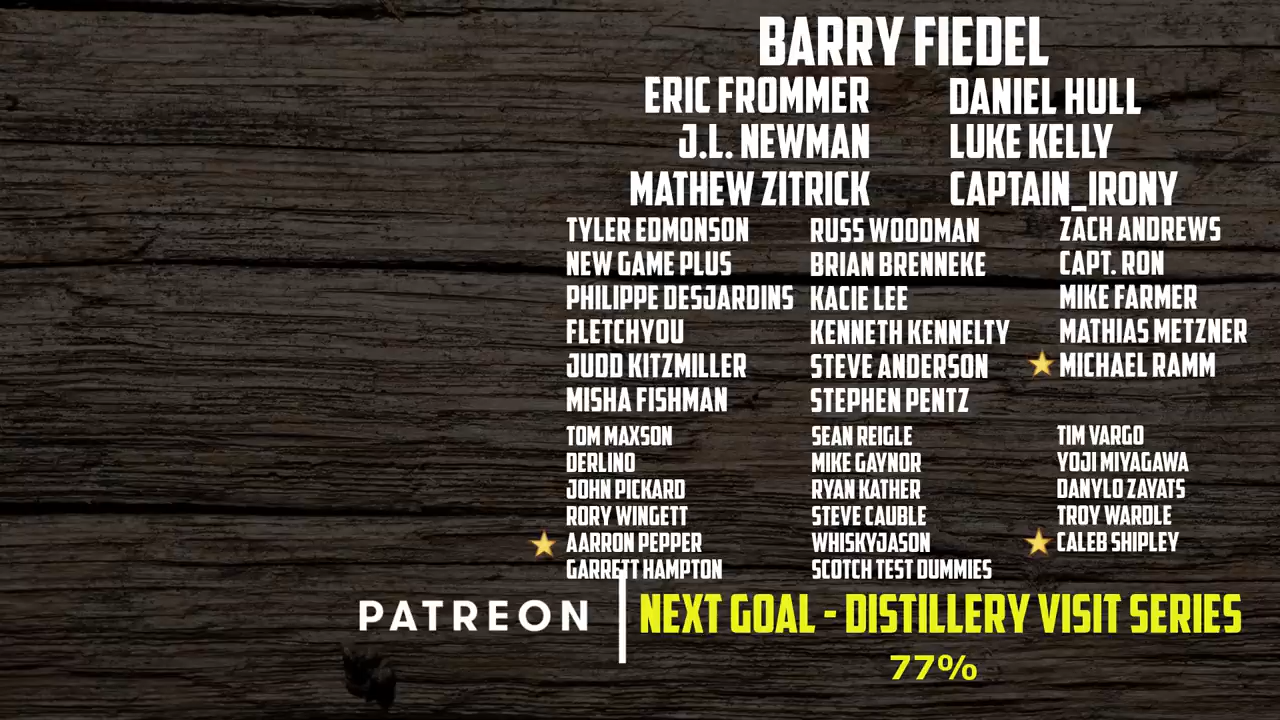 BARRY FIEDEL
ERIC FROMMER DANIEL HULL
J.L. NEWMAN LUKE KELLY
MATHEW ZITRICK CAPTAIN_IRONY
TYLER EDMONSON RUSS WOODMAN ZACH ANDREWS
NEW GAME PLUS BRIAN BRENNEKE CAPT. RON
PHILIPPE DESJARDINS KACIE LEE MIKE FARMER
FLETCHYOU KENNETH KENNELTY MATHIAS METZNER
JUDD KITZMILLER STEVE ANDERSON MICHAEL RAMM
MISHA FISHMAN STEPHEN PENTZ
TOM MAXSON SEAN REIGLE TIM VARGO
DERLINO MIKE GAYNOR YOJI MIYAGAWA
JOHN PICKARD RYAN KATHER DANYLO ZAYATS
RORY WINGETT STEVE CAUBLE TROY WARDLE
AARRON PEPPER WHISKYJASON CALEB SHIPLEY
GARRETT HAMPTON SCOTCH TEST DUMMIES
PATREON NEXT GOAL - DISTILLERY VISIT SERIES
77%